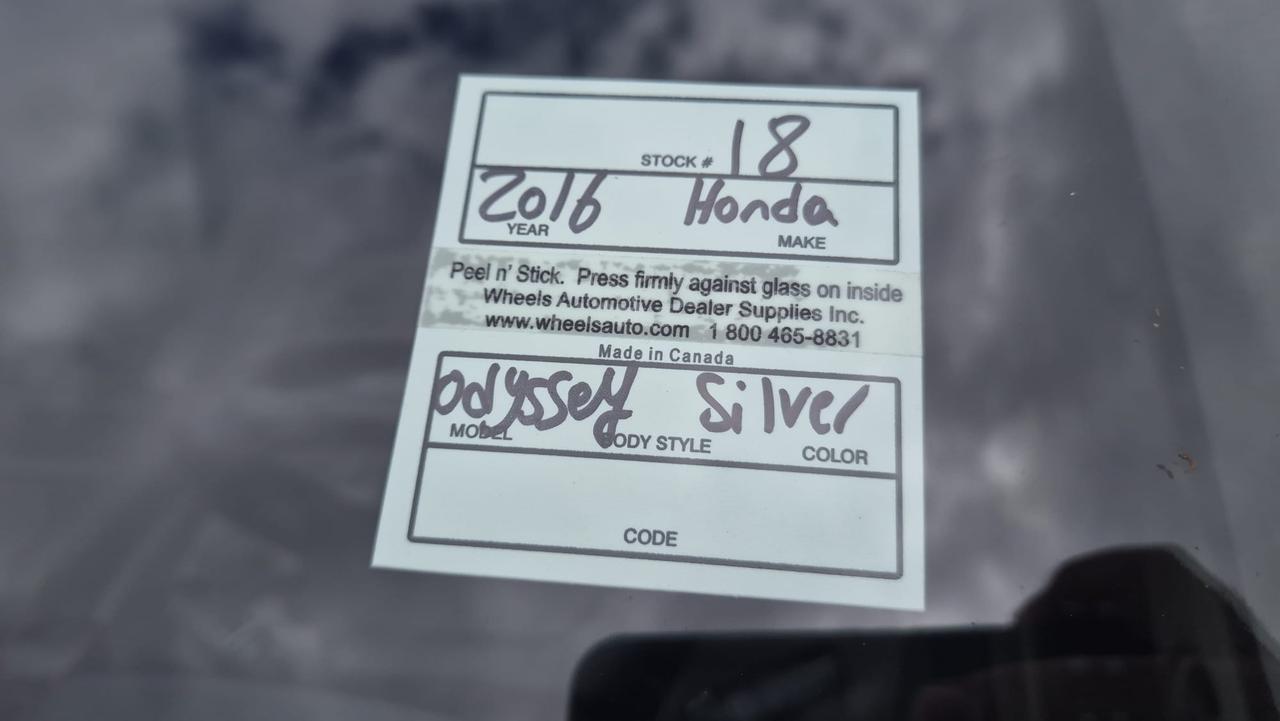 STOCK # 18
2016 Honda
YEAR MAKE
Peel n' Stick. Press firmly against glass on inside
Wheels Automotive Dealer Supplies Inc.
www.wheelsauto.com 1 800 465-8831
Made in Canada
Odyssey Silver
MODEL BODY STYLE COLOR
CODE